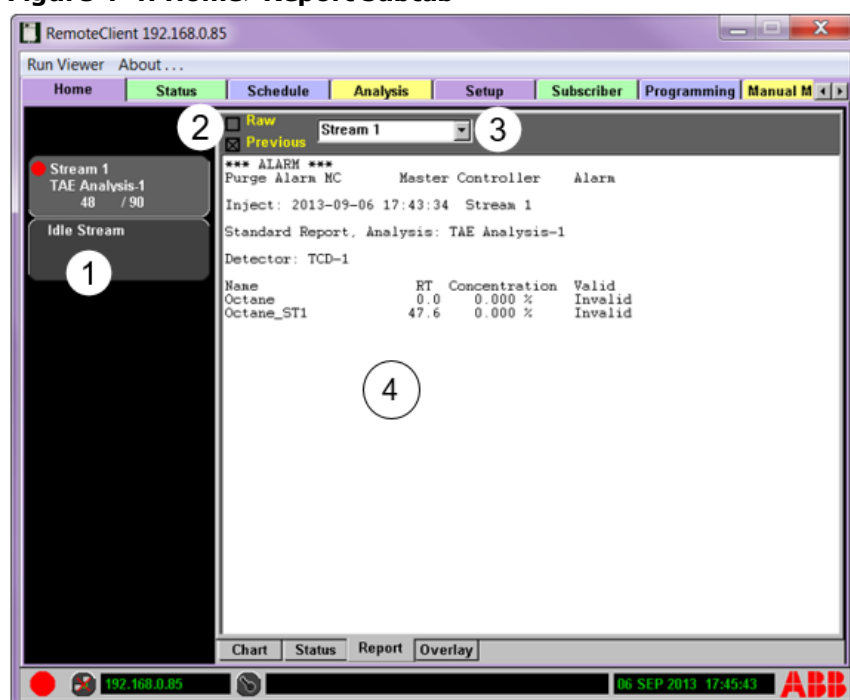 RemoteClient 192.168.0.85
Run Viewer About . . .
Home Status Schedule Analysis Setup Subscriber Programming Manual M
2 Raw
Previous Stream 1 3
Stream 1
TAE Analysis-1
48 / 90
Idle Stream
1
*** ALARM ***
Purge Alarm MC Master Controller Alarm
Inject: 2013-09-06 17:43:34 Stream 1
Standard Report, Analysis: TAE Analysis-1
Detector: TCD-1
Name RT Concentration Valid
Octane 0.0 0.000 % Invalid
Octane_ST1 47.6 0.000 % Invalid
4
Chart Status Report Overlay
192.168.0.85 06 SEP 2013 17:45:43 ABB